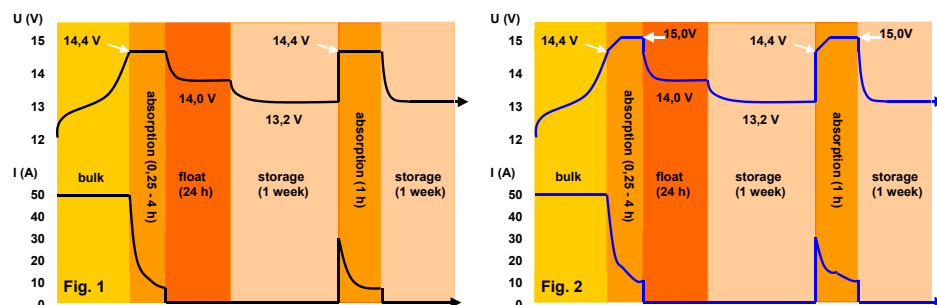 U (V)
15
14
13
12
I (A)
50
40
30
20
10
0
14,4 V
14,0 V
13,2 V
14,4 V
bulk
absorption (0,25 - 4 h)
float
(24 h)
storage
(1 week)
absorption (1 h)
storage
(1 week)
Fig. 1
U (V)
15
14
13
12
I (A)
50
40
30
20
10
0
14,4 V
15,0V
14,0 V
13,2 V
14,4 V
15,0V
bulk
absorption (0,25 - 4 h)
float
(24 h)
storage
(1 week)
absorption (1 h)
storage
(1 week)
Fig. 2